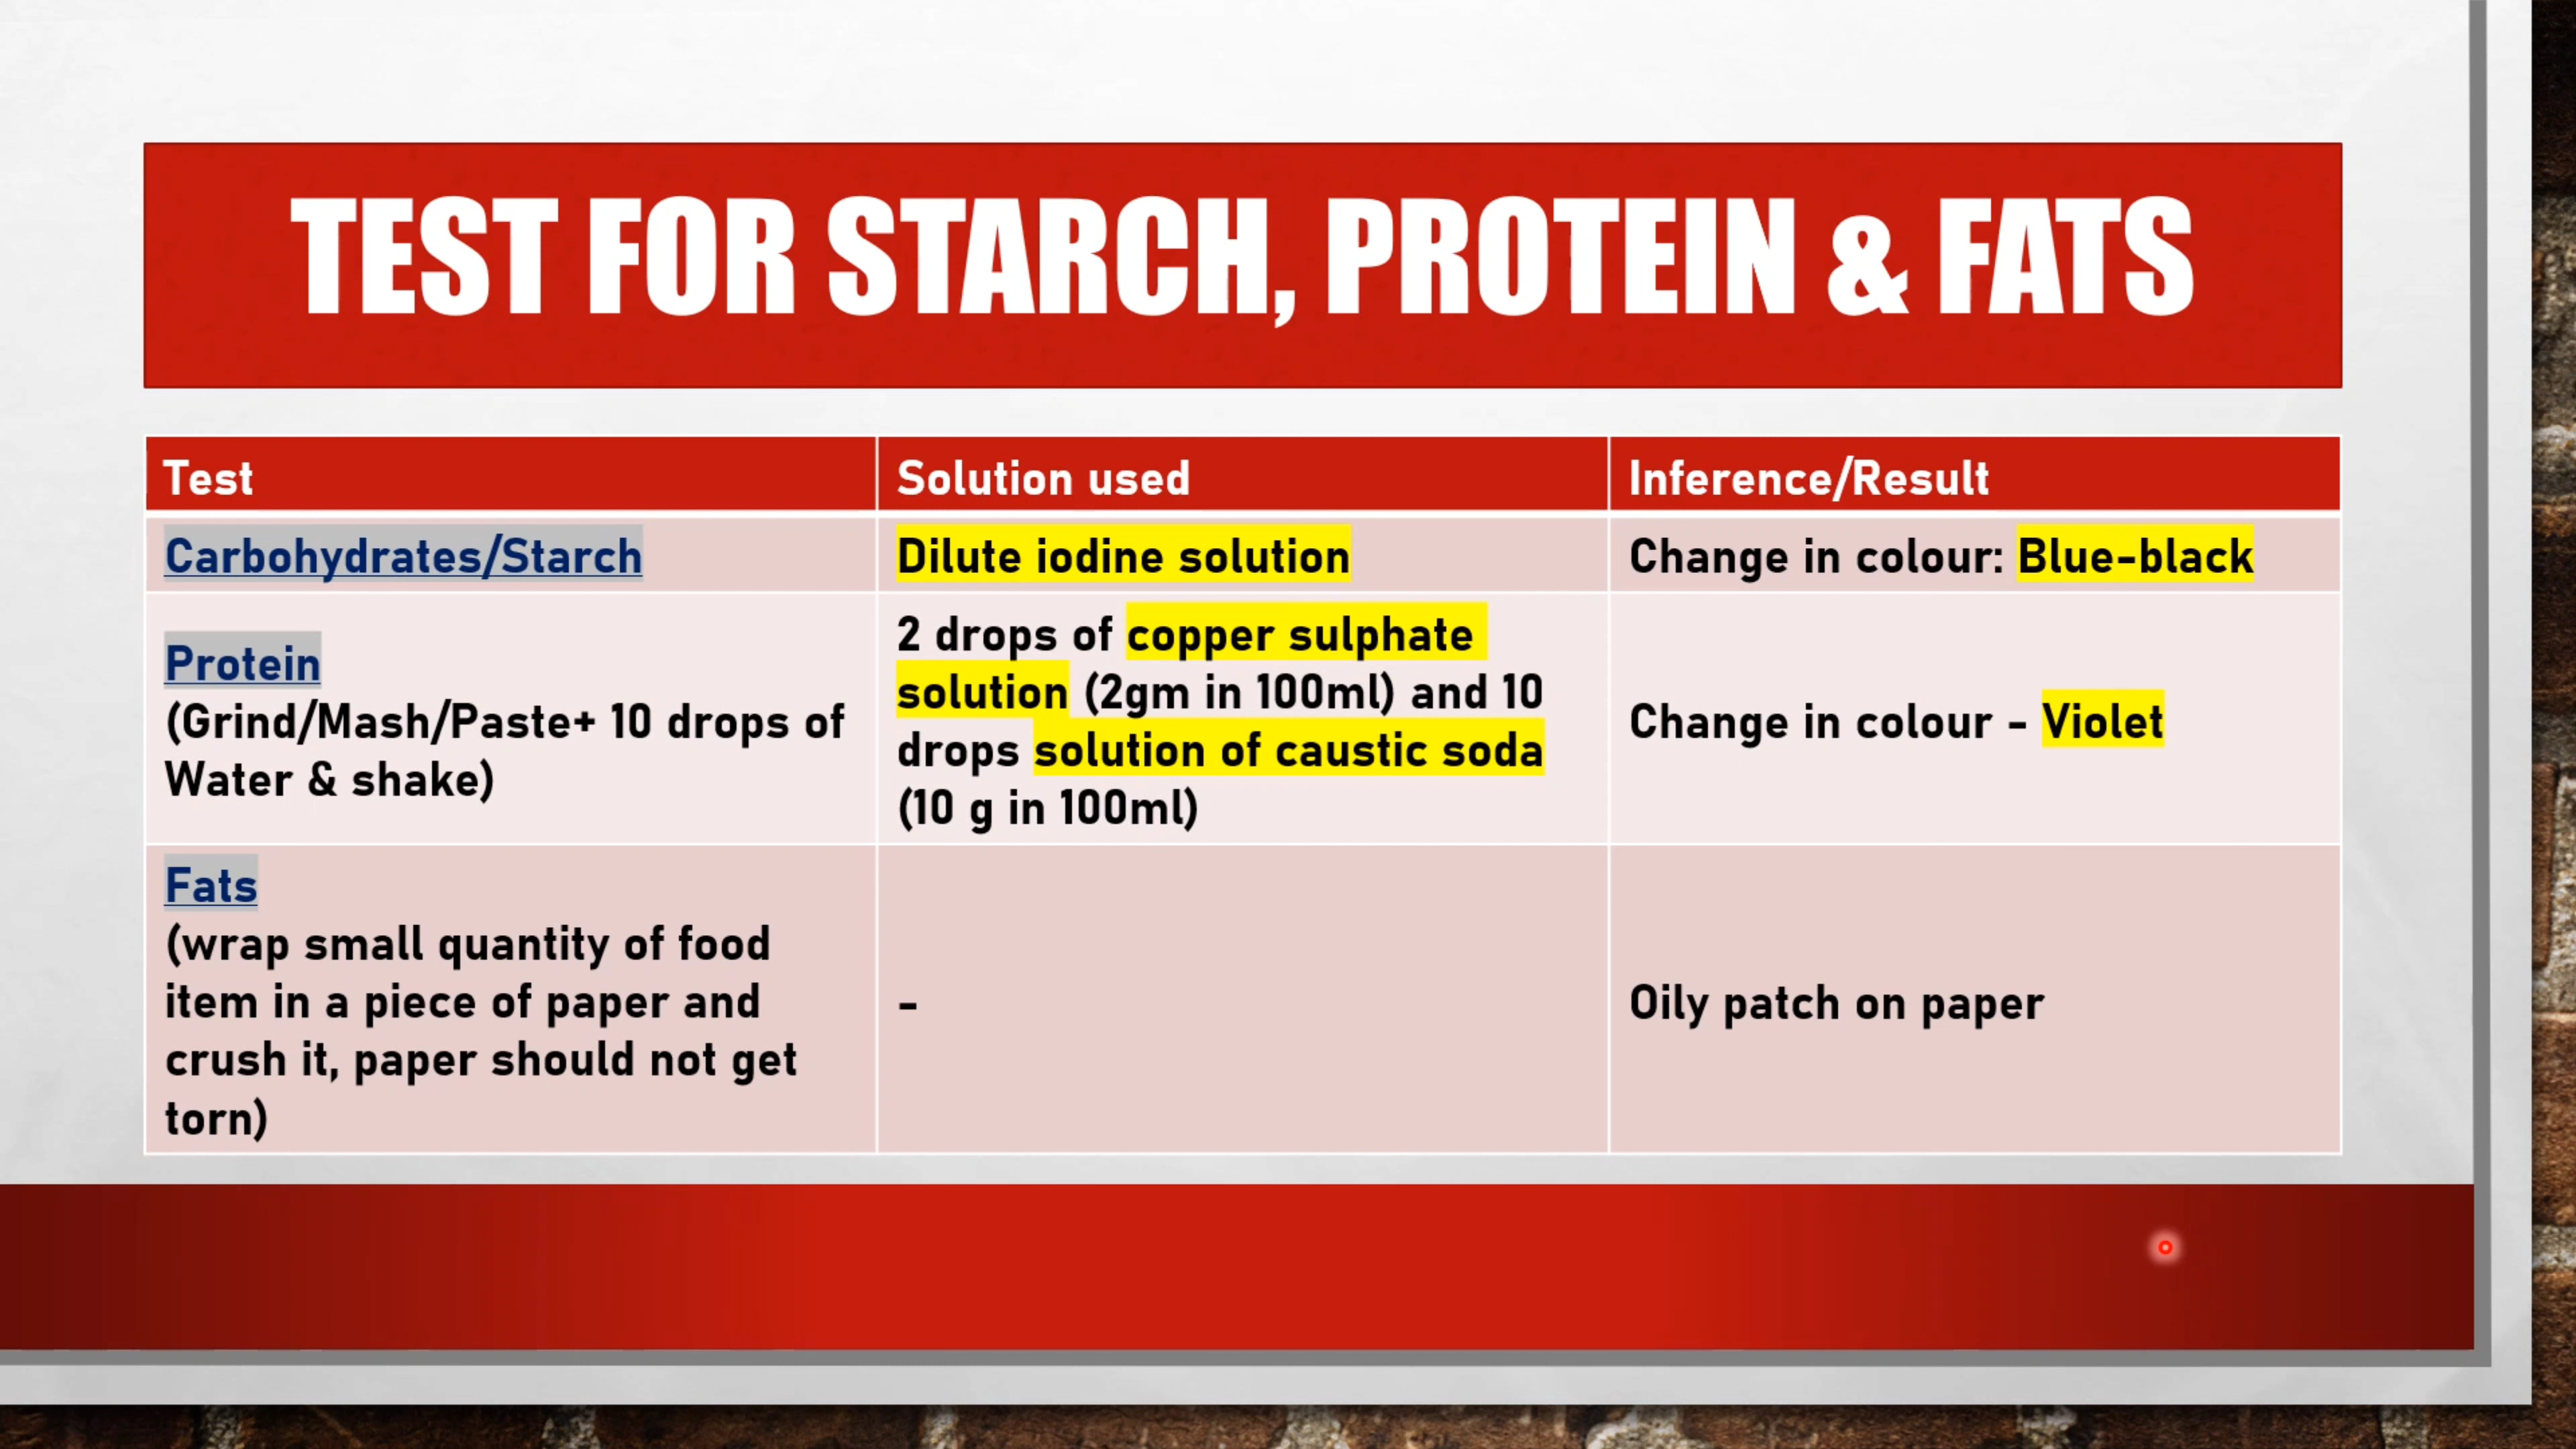 TEST FOR STARCH, PROTEIN & FATS
Test
Solution used
Inference/Result
Carbohydrates/Starch
Dilute iodine solution
Change in colour: Blue-black
Protein
(Grind/Mash/Paste+ 10 drops of
Water & shake)
2 drops of copper sulphate
solution (2gm in 100ml) and 10
drops solution of caustic soda
(10 g in 100ml)
Change in colour - Violet
Fats
(wrap small quantity of food
item in a piece of paper and
crush it, paper should not get
torn)
-
Oily patch on paper